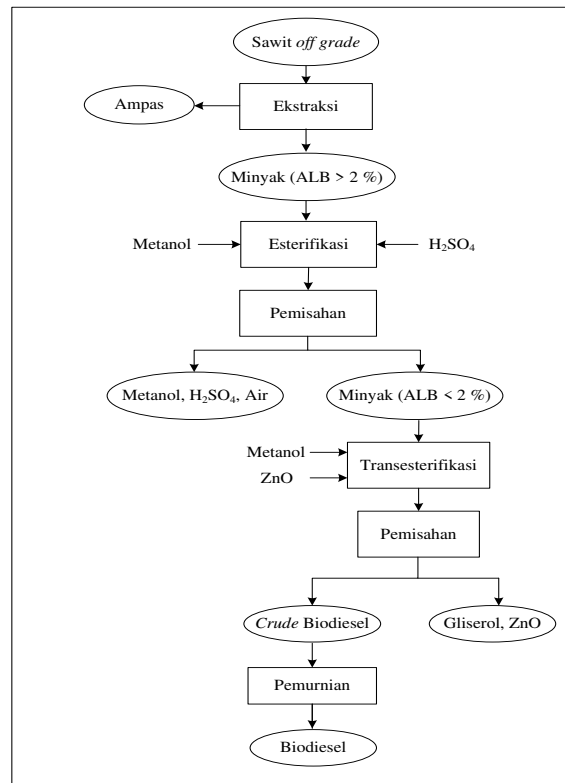 Sawit off grade
Ampas
Ekstraksi
Minyak (ALB > 2 %)
Metanol
Esterifikasi
H₂SO₄
Pemisahan
Metanol, H₂SO₄, Air
Minyak (ALB < 2 %)
Metanol
Transesterifikasi
ZnO
Pemisahan
Crude Biodiesel
Gliserol, ZnO
Pemurnian
Biodiesel